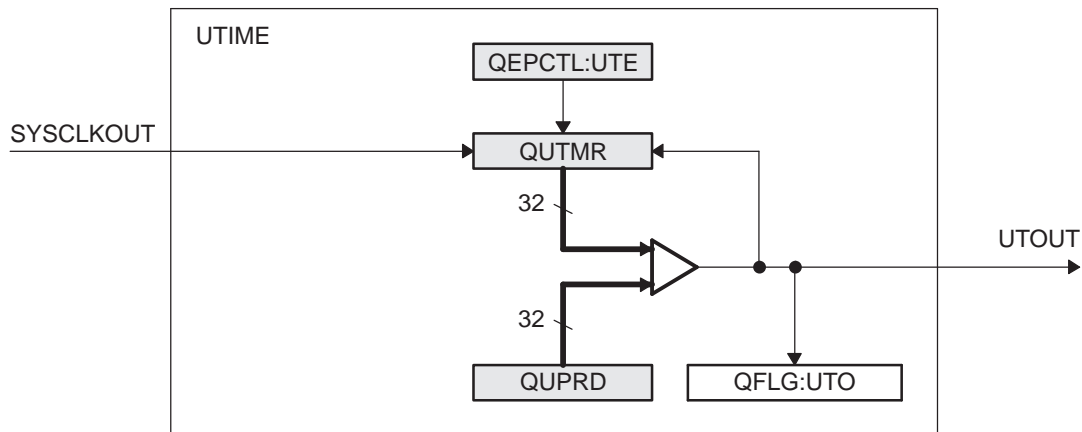 UTIME
QEPCTL:UTE
SYSCLKOUT
QUTMR
32
UTOUT
32
QUPRD
QFLG:UTO